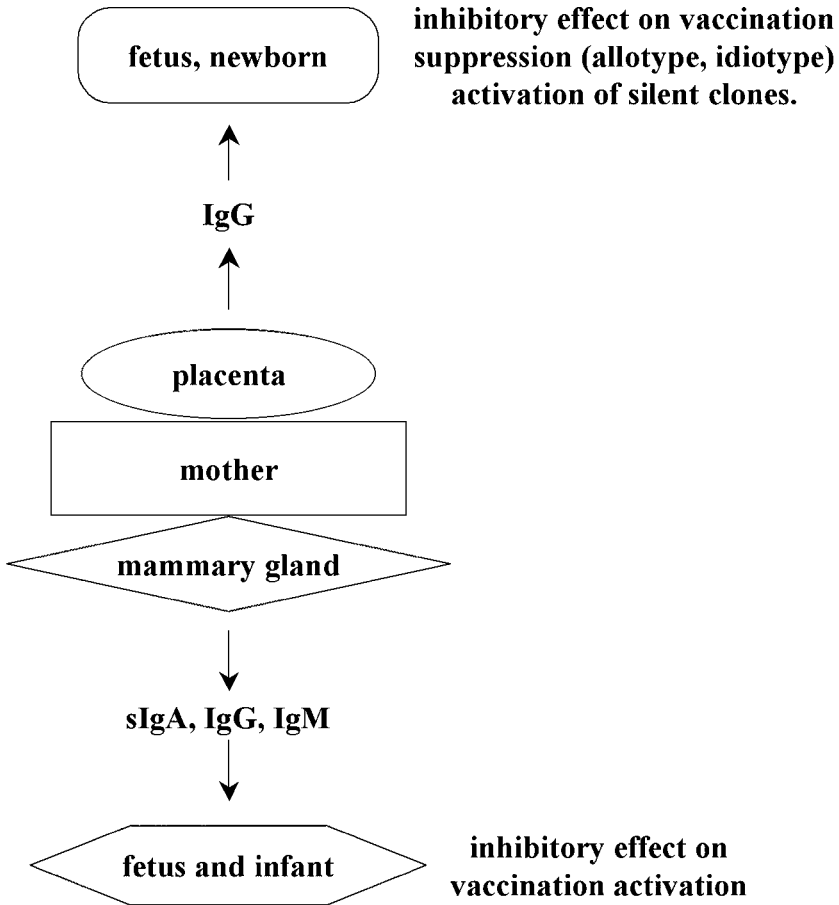 fetus, newborn
inhibitory effect on vaccination
suppression (allotype, idiotype)
activation of silent clones.
IgG
placenta
mother
mammary gland
sIgA, IgG, IgM
fetus and infant
inhibitory effect on
vaccination activation